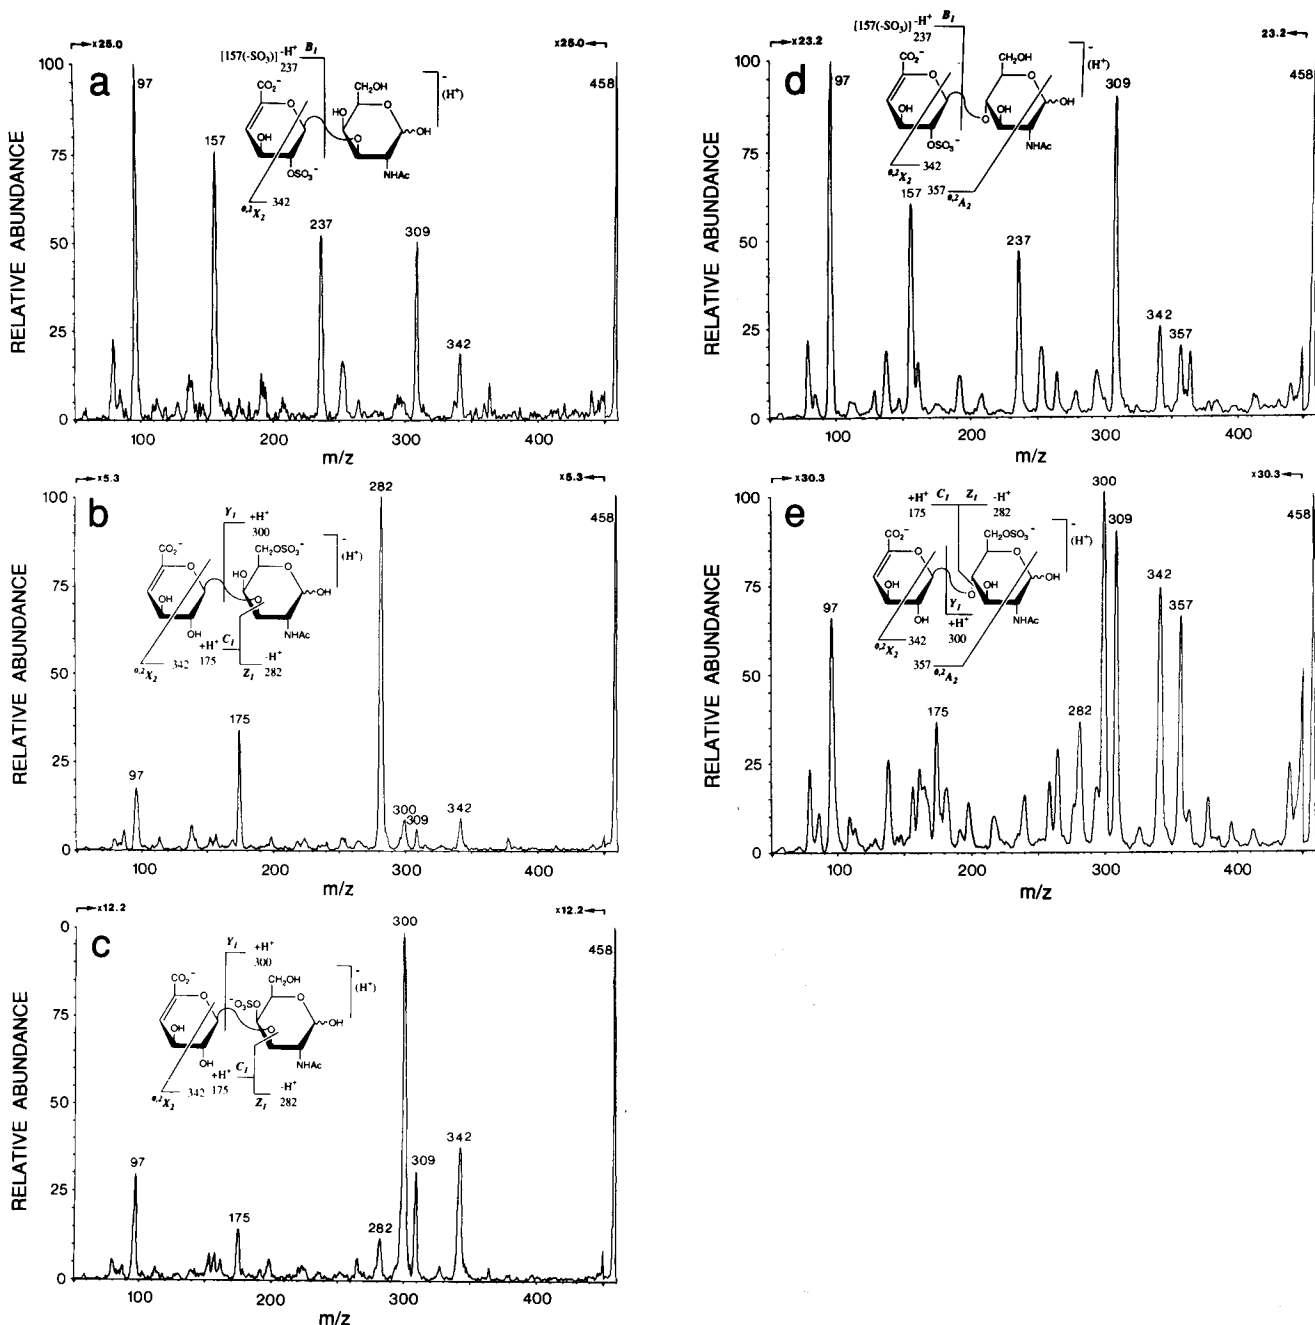 a
→ x25.0
x25.0 ←
[157(-SO₃)] -H⁺ B₁
237
CO₂⁻
O
CH₂OH
O
-
(H⁺)
HO
OH
O
OH
OSO₃⁻
NHAc
⁰,²X₂ 342
97
157
237
309
342
458
100
75
50
25
0
RELATIVE ABUNDANCE
100 200 300 400
m/z
b
→ x5.3
x5.3 ←
Y₁ +H⁺
300
CO₂⁻
O
CH₂OSO₃⁻
O
-
(H⁺)
HO
OH
O
OH
OH
NHAc
+H⁺ C₁
175
Z₁ -H⁺
282
⁰,²X₂ 342
97
175
282
300
309
342
458
100
75
50
25
0
RELATIVE ABUNDANCE
100 200 300 400
m/z
c
→ x12.2
x12.2 ←
Y₁ +H⁺
300
CO₂⁻
O
CH₂OH
O
-
(H⁺)
⁻O₃SO
OH
O
OH
OH
NHAc
+H⁺ C₁
175
Z₁ -H⁺
282
⁰,²X₂ 342
97
175
282
300
309
342
458
0
75
50
25
0
RELATIVE ABUNDANCE
100 200 300 400
m/z
d
→ x23.2
23.2 ←
[157(-SO₃)] -H⁺ B₁
237
CO₂⁻
O
CH₂OH
O
-
(H⁺)
OH
O
OH
OH
OSO₃⁻
NHAc
⁰,²X₂ 342
357 ⁰,²A₂
97
157
237
309
342
357
458
100
75
50
25
0
RELATIVE ABUNDANCE
100 200 300 400
m/z
e
→ x30.3
x30.3 ←
+H⁺ C₁ Z₁ -H⁺
175 282
CO₂⁻
O
CH₂OSO₃⁻
O
-
(H⁺)
OH
O
OH
OH
OH
NHAc
Y₁
+H⁺
300
⁰,²X₂ 342
357 ⁰,²A₂
97
175
282
300
309
342
357
458
100
75
50
25
0
RELATIVE ABUNDANCE
100 200 300 400
m/z